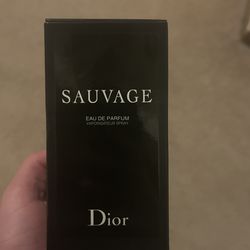 SAUVAGE
EAU DE PARFUM
VAPORISATEUR SPRAY
Dior